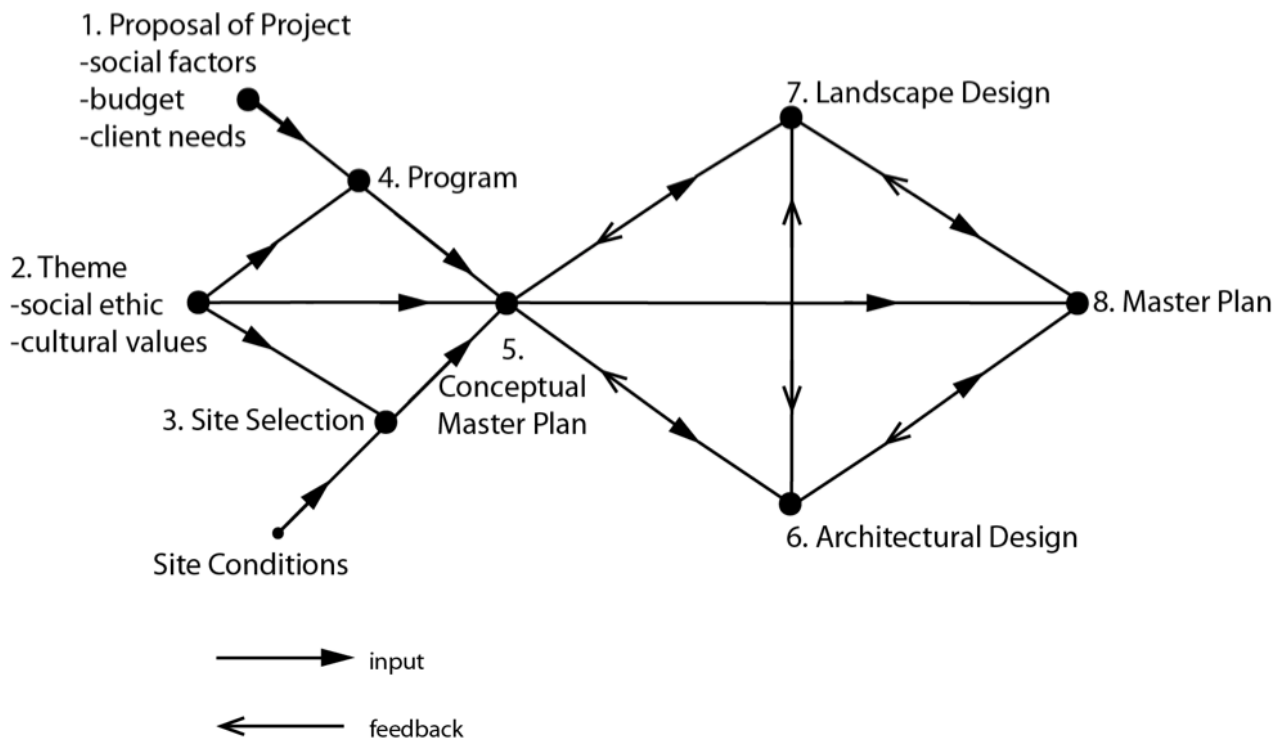 1. Proposal of Project
-social factors
-budget
-client needs
4. Program
2. Theme
-social ethic
-cultural values
3. Site Selection
Site Conditions
5.
Conceptual
Master Plan
7. Landscape Design
8. Master Plan
6. Architectural Design
input
feedback